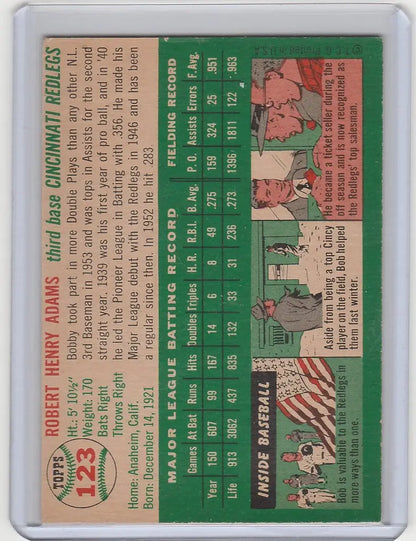 TOPPS
123
ROBERT HENRY ADAMS
third base CINCINNATI REDLEGS
Ht.: 5' 10½"
Weight: 170
Bats Right
Throws Right
Home: Anaheim, Calif.
Born: December 14, 1921
Bobby took part in more Double Plays than any other N.L.
3rd Baseman in 1953 and was tops in Assists for the second
straight year. 1939 was his first year of pro ball, and in '40
he led the Pioneer League in Batting with .356. He made his
Major League debut with the Redlegs in 1946 and has been
a regular since then. In 1952 he hit .283.
MAJOR LEAGUE BATTING RECORD FIELDING RECORD
Games At Bat Runs Hits Doubles Triples H.R. R.B.I. B. Avg. P.O. Assists Errors F. Avg.
Year 150 607 99 167 14 6 8 49 .275 159 324 25 .951
Life 913 3062 437 835 132 31 236 .273 1396 1811 122 .963
INSIDE BASEBALL
Bob is valuable to the Redlegs in
more ways than one.
Aside from being a top Cincy
player on the field, Bob helped
them last winter.
He became a ticket seller during the
off season and is now recognized as
the Redlegs' top salesman.
© T.C.G. Printed in U.S.A.